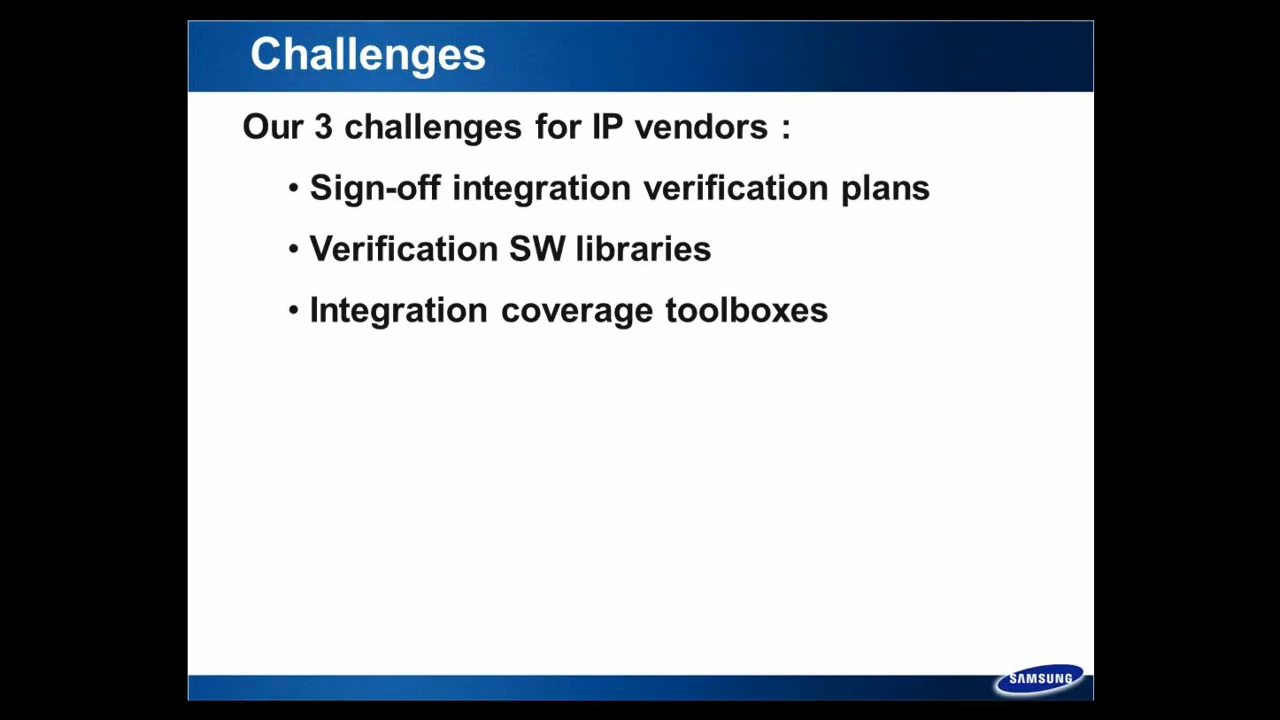 Challenges
Our 3 challenges for IP vendors :
• Sign-off integration verification plans
• Verification SW libraries
• Integration coverage toolboxes
SAMSUNG